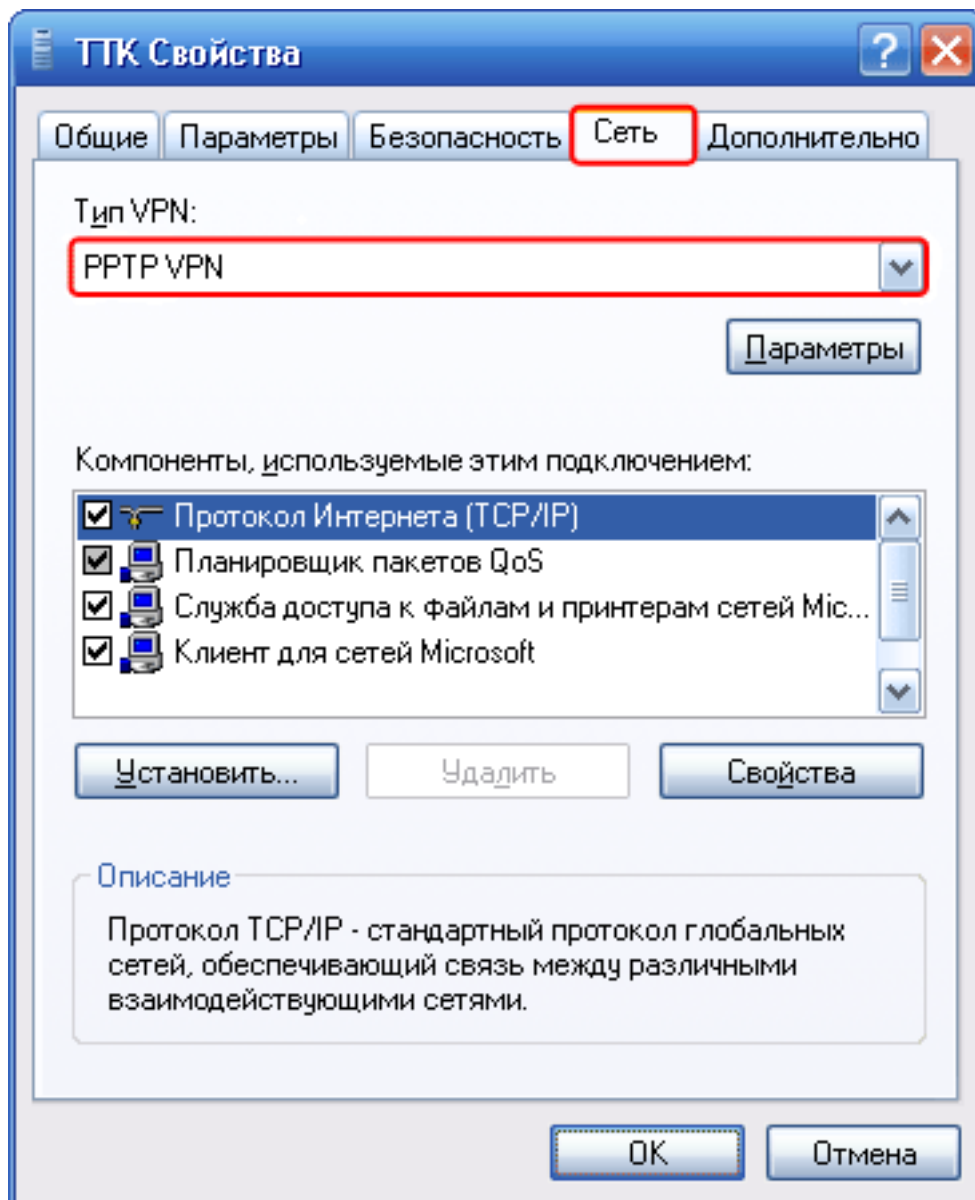 ТТК Свойства
Общие Параметры Безопасность Сеть Дополнительно
Тип VPN:
PPTP VPN
Параметры
Компоненты, используемые этим подключением:
Протокол Интернета (TCP/IP)
Планировщик пакетов QoS
Служба доступа к файлам и принтерам сетей Mic...
Клиент для сетей Microsoft
Установить... Удалить Свойства
Описание
Протокол TCP/IP - стандартный протокол глобальных
сетей, обеспечивающий связь между различными
взаимодействующими сетями.
OK Отмена